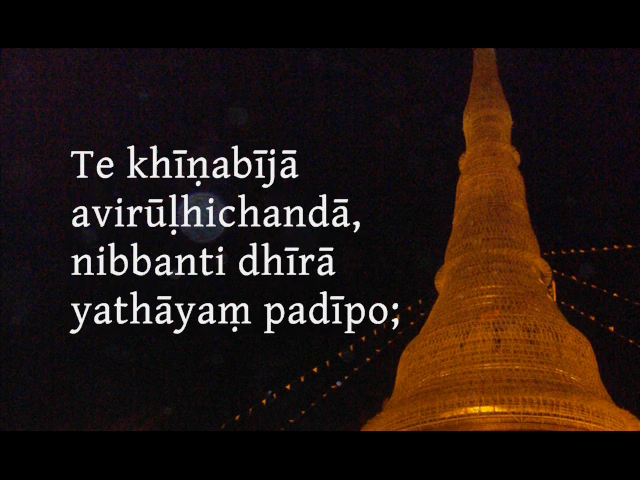 Te khīṇabījā
avirūḷhichandā,
nibbanti dhīrā
yathāyaṃ padīpo;